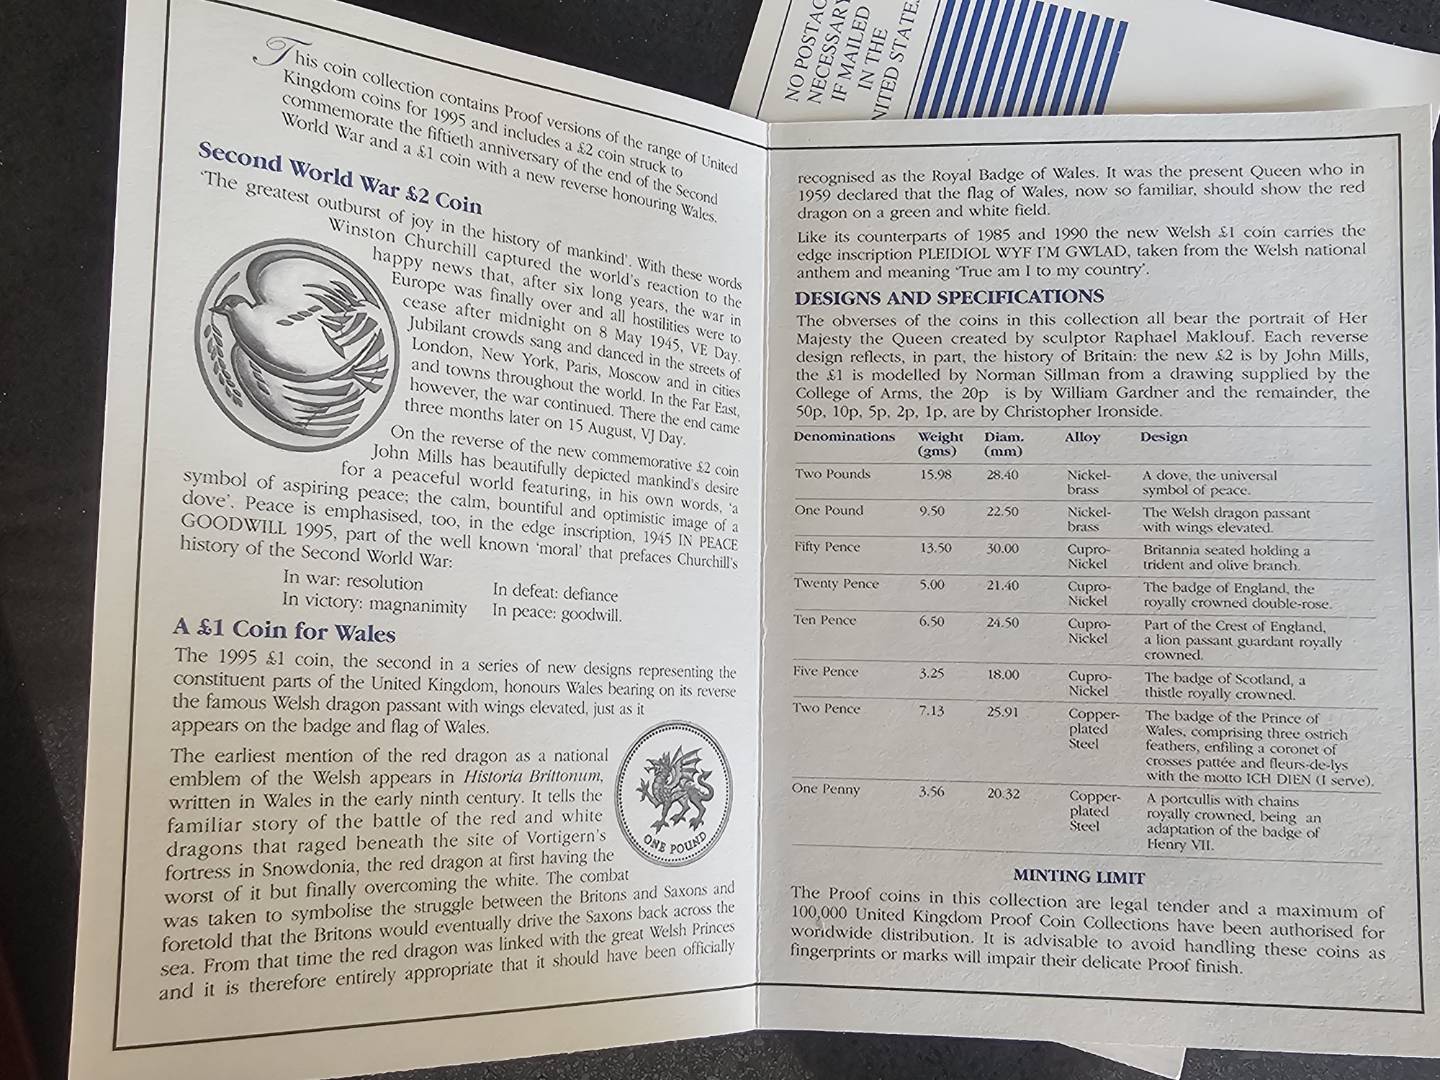 This coin collection contains Proof versions of the range of United
Kingdom coins for 1995 and includes a £2 coin struck to
commemorate the fiftieth anniversary of the end of the Second
World War and a £1 coin with a new reverse honouring Wales.
Second World War £2 Coin
'The greatest outburst of joy in the history of mankind'. With these words
Winston Churchill captured the world's reaction to the
happy news that, after six long years, the war in
Europe was finally over and all hostilities were to
cease after midnight on 8 May 1945, VE Day.
Jubilant crowds sang and danced in the streets of
London, New York, Paris, Moscow and in cities
and towns throughout the world. In the Far East,
however, the war continued. There the end came
three months later on 15 August, VJ Day.
On the reverse of the new commemorative £2 coin
John Mills has beautifully depicted mankind's desire
for a peaceful world featuring, in his own words, 'a
symbol of aspiring peace; the calm, bountiful and optimistic image of a
dove'. Peace is emphasised, too, in the edge inscription, 1945 IN PEACE
GOODWILL 1995, part of the well known 'moral' that prefaces Churchill's
history of the Second World War:
In war: resolution In defeat: defiance
In victory: magnanimity In peace: goodwill.
A £1 Coin for Wales
The 1995 £1 coin, the second in a series of new designs representing the
constituent parts of the United Kingdom, honours Wales bearing on its reverse
the famous Welsh dragon passant with wings elevated, just as it
appears on the badge and flag of Wales.
The earliest mention of the red dragon as a national
emblem of the Welsh appears in Historia Brittonum,
written in Wales in the early ninth century. It tells the
familiar story of the battle of the red and white
dragons that raged beneath the site of Vortigern's
fortress in Snowdonia, the red dragon at first having the
worst of it but finally overcoming the white. The combat
was taken to symbolise the struggle between the Britons and Saxons and
foretold that the Britons would eventually drive the Saxons back across the
sea. From that time the red dragon was linked with the great Welsh Princes
and it is therefore entirely appropriate that it should have been officially
ONE POUND
recognised as the Royal Badge of Wales. It was the present Queen who in
1959 declared that the flag of Wales, now so familiar, should show the red
dragon on a green and white field.
Like its counterparts of 1985 and 1990 the new Welsh £1 coin carries the
edge inscription PLEIDIOL WYF I'M GWLAD, taken from the Welsh national
anthem and meaning 'True am I to my country'.
DESIGNS AND SPECIFICATIONS
The obverses of the coins in this collection all bear the portrait of Her
Majesty the Queen created by sculptor Raphael Maklouf. Each reverse
design reflects, in part, the history of Britain: the new £2 is by John Mills,
the £1 is modelled by Norman Sillman from a drawing supplied by the
College of Arms, the 20p is by William Gardner and the remainder, the
50p, 10p, 5p, 2p, 1p, are by Christopher Ironside.
Denominations Weight Diam. Alloy Design
(gms) (mm)
Two Pounds 15.98 28.40 Nickel- A dove, the universal
brass symbol of peace.
One Pound 9.50 22.50 Nickel- The Welsh dragon passant
brass with wings elevated.
Fifty Pence 13.50 30.00 Cupro- Britannia seated holding a
Nickel trident and olive branch.
Twenty Pence 5.00 21.40 Cupro- The badge of England, the
Nickel royally crowned double-rose.
Ten Pence 6.50 24.50 Cupro- Part of the Crest of England,
Nickel a lion passant guardant royally
crowned.
Five Pence 3.25 18.00 Cupro- The badge of Scotland, a
Nickel thistle royally crowned.
Two Pence 7.13 25.91 Copper- The badge of the Prince of
plated Wales, comprising three ostrich
Steel feathers, enfiling a coronet of
crosses pattée and fleurs-de-lys
with the motto ICH DIEN (I serve).
One Penny 3.56 20.32 Copper- A portcullis with chains
plated royally crowned, being an
Steel adaptation of the badge of
Henry VII.
MINTING LIMIT
The Proof coins in this collection are legal tender and a maximum of
100,000 United Kingdom Proof Coin Collections have been authorised for
worldwide distribution. It is advisable to avoid handling these coins as
fingerprints or marks will impair their delicate Proof finish.
NO POSTAG
NECESSARY
IF MAILED
IN THE
NITED STATE